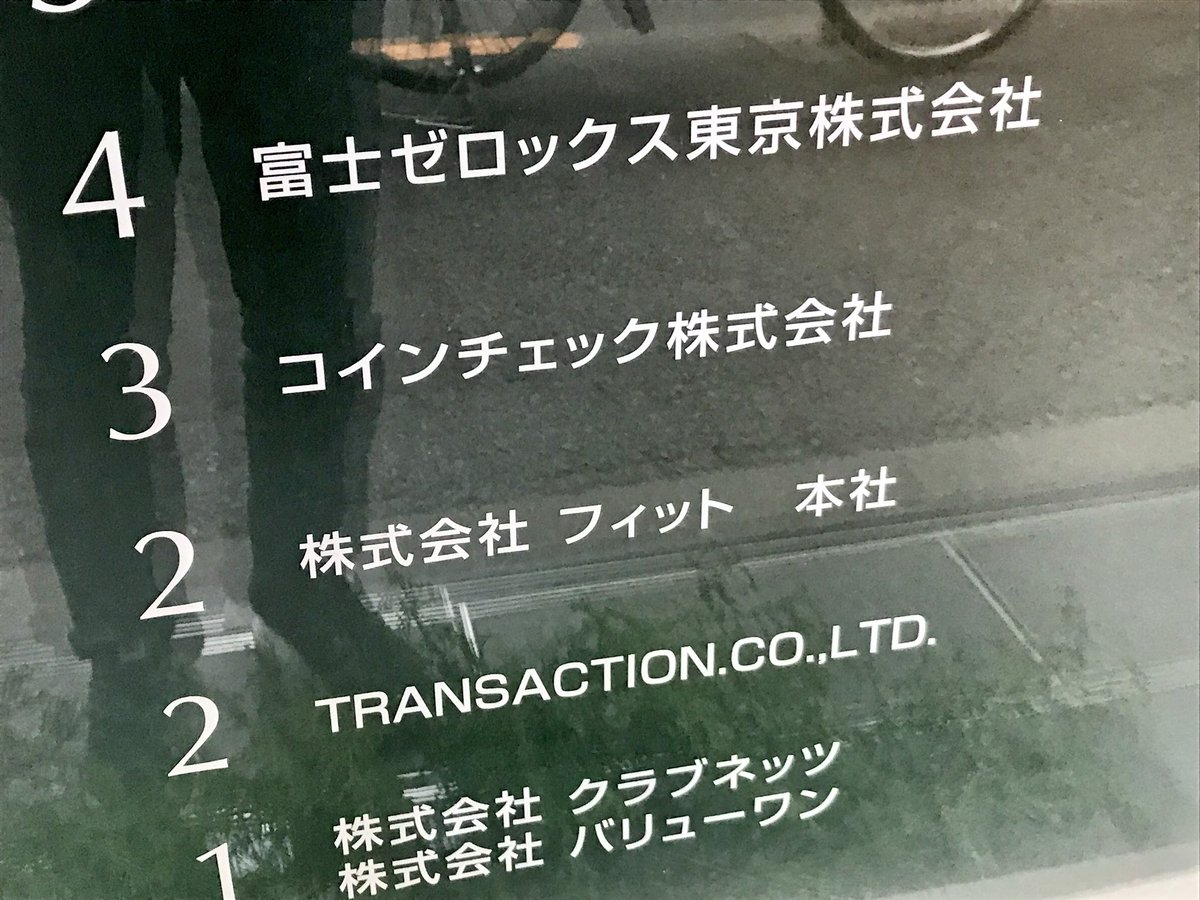 4 富士ゼロックス東京株式会社
3 コインチェック株式会社
2 株式会社 フィット 本社
2 TRANSACTION.CO.,LTD.
株式会社 クラブネッツ
1 株式会社 バリューワン